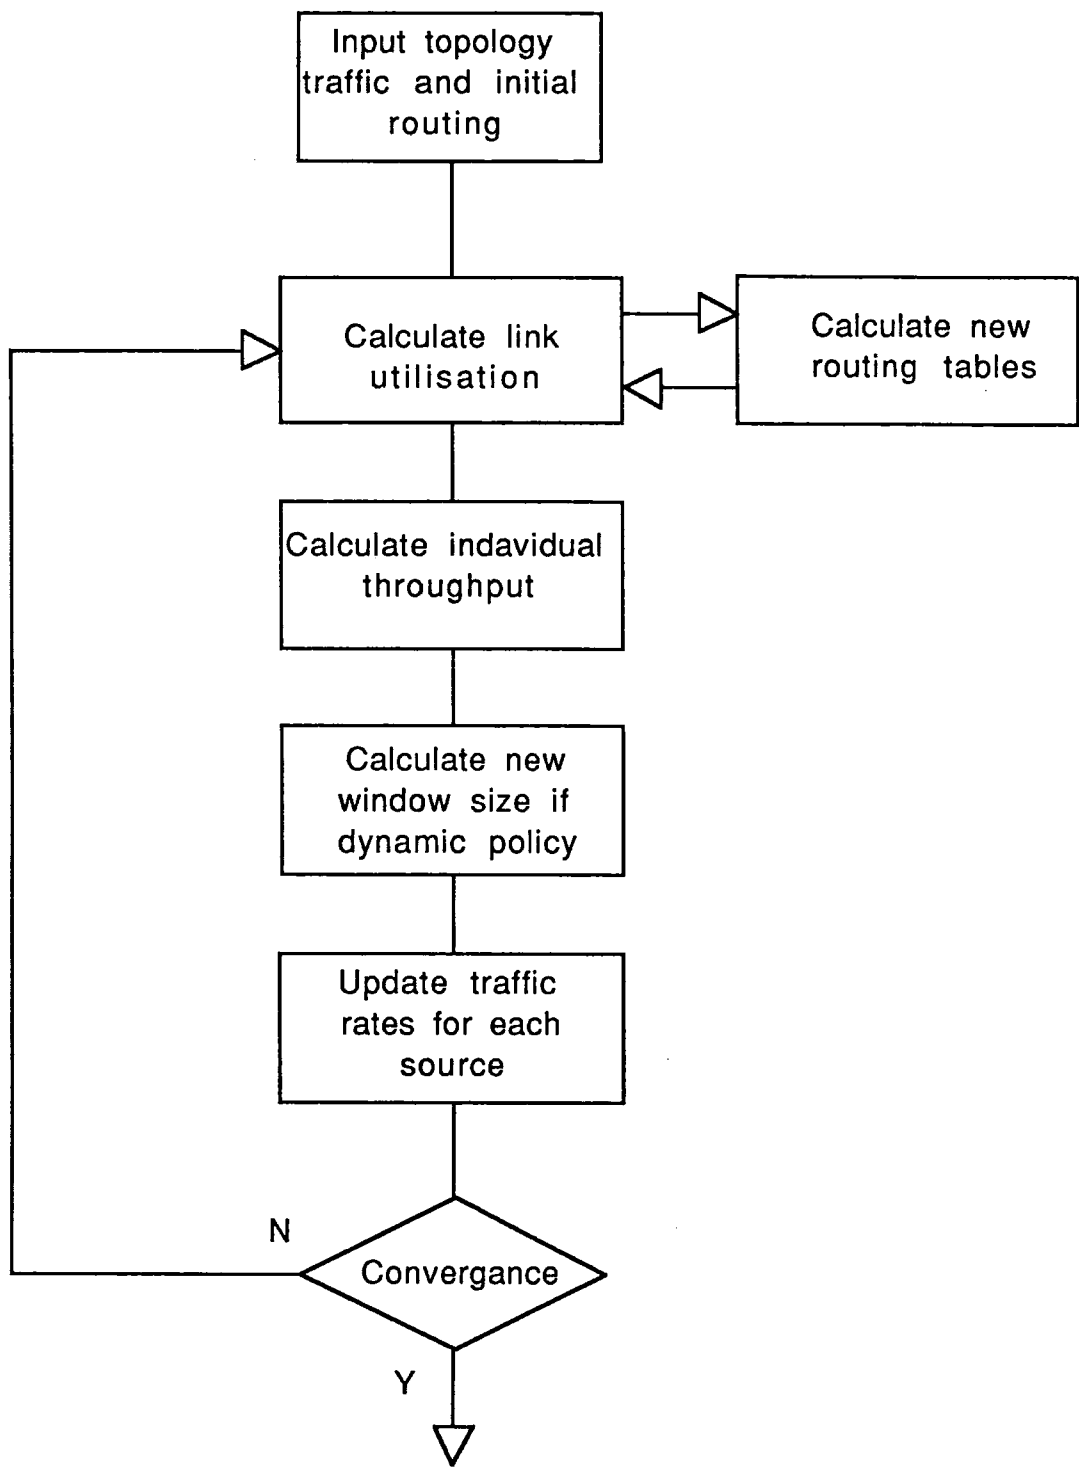 Input topology
traffic and initial
routing
Calculate link
utilisation
Calculate new
routing tables
Calculate indavidual
throughput
Calculate new
window size if
dynamic policy
Update traffic
rates for each
source
N
Convergance
Y